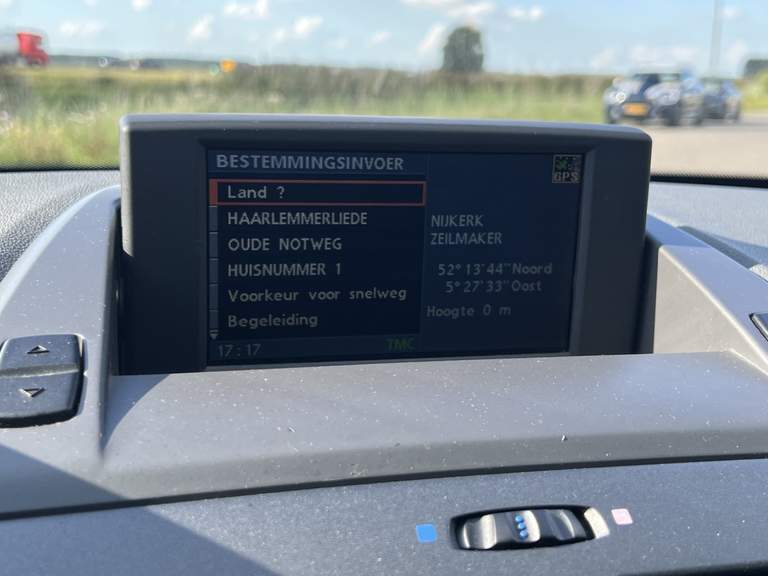 BESTEMMINGSINVOER
GPS
Land ?
HAARLEMMERLIEDE
OUDE NOTWEG
HUISNUMMER 1
Voorkeur voor snelweg
Begeleiding
NIJKERK
ZEILMAKER
52° 13'44"Noord
5° 27'33"Oost
Hoogte 0 m
17:17
TMC